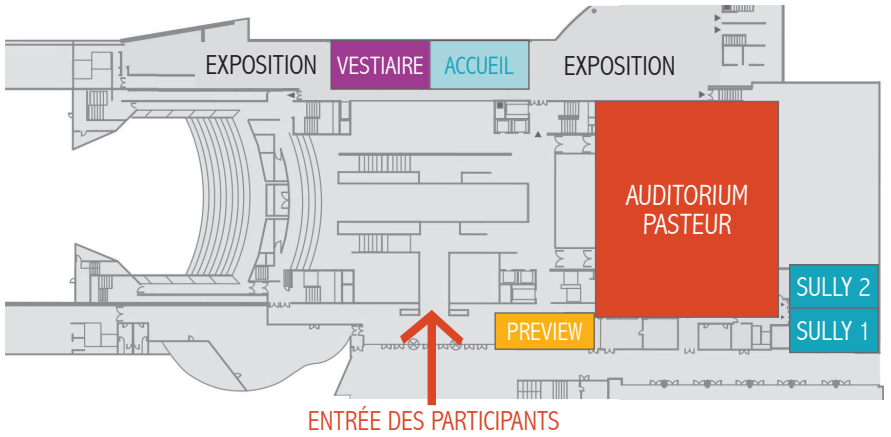 EXPOSITION
VESTIAIRE
ACCUEIL
EXPOSITION
AUDITORIUM
PASTEUR
SULLY 2
SULLY 1
PREVIEW
ENTRÉE DES PARTICIPANTS